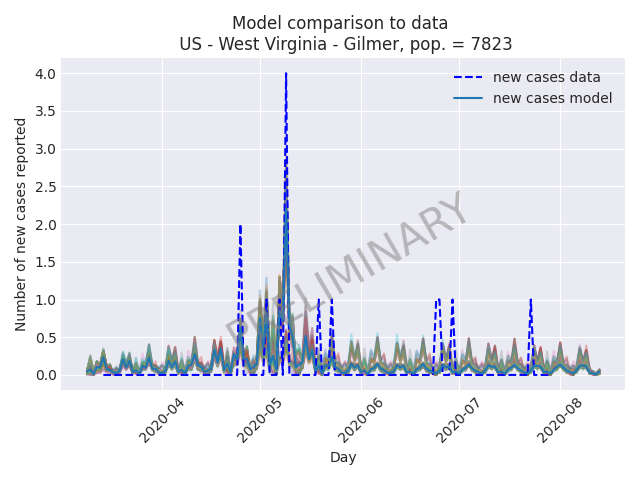 Model comparison to data
US - West Virginia - Gilmer, pop. = 7823
new cases data
new cases model
Number of new cases reported
4.0
3.5
3.0
2.5
2.0
1.5
1.0
0.5
0.0
PRELIMINARY
2020-04
2020-05
2020-06
2020-07
2020-08
Day